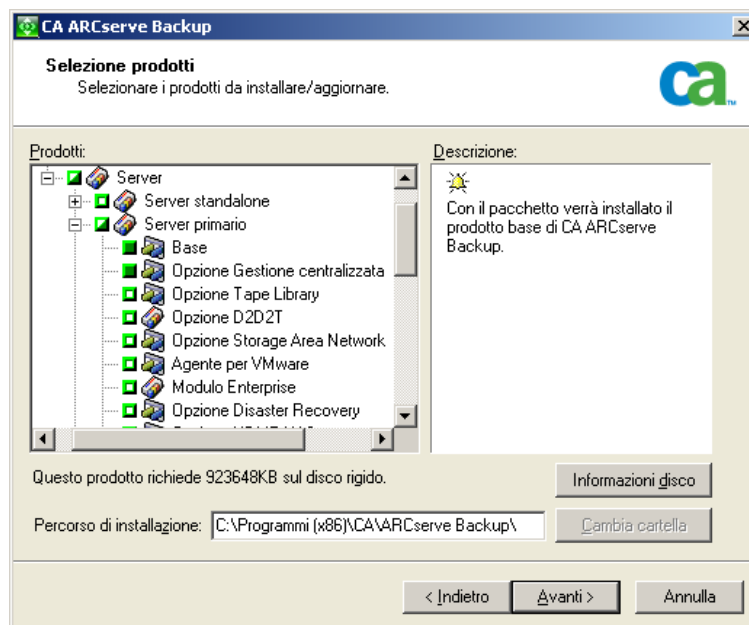 CA ARCserve Backup
Selezione prodotti
Selezionare i prodotti da installare/aggiornare.
ca
TM
Prodotti:
Server
Server standalone
Server primario
Base
Opzione Gestione centralizzata
Opzione Tape Library
Opzione D2D2T
Opzione Storage Area Network
Agente per VMware
Modulo Enterprise
Opzione Disaster Recovery
Descrizione:
Con il pacchetto verrà installato il
prodotto base di CA ARCserve
Backup.
Questo prodotto richiede 923648KB sul disco rigido.
Informazioni disco
Percorso di installazione:
C:\Programmi (x86)\CA\ARCserve Backup\
Cambia cartella
< Indietro
Avanti >
Annulla